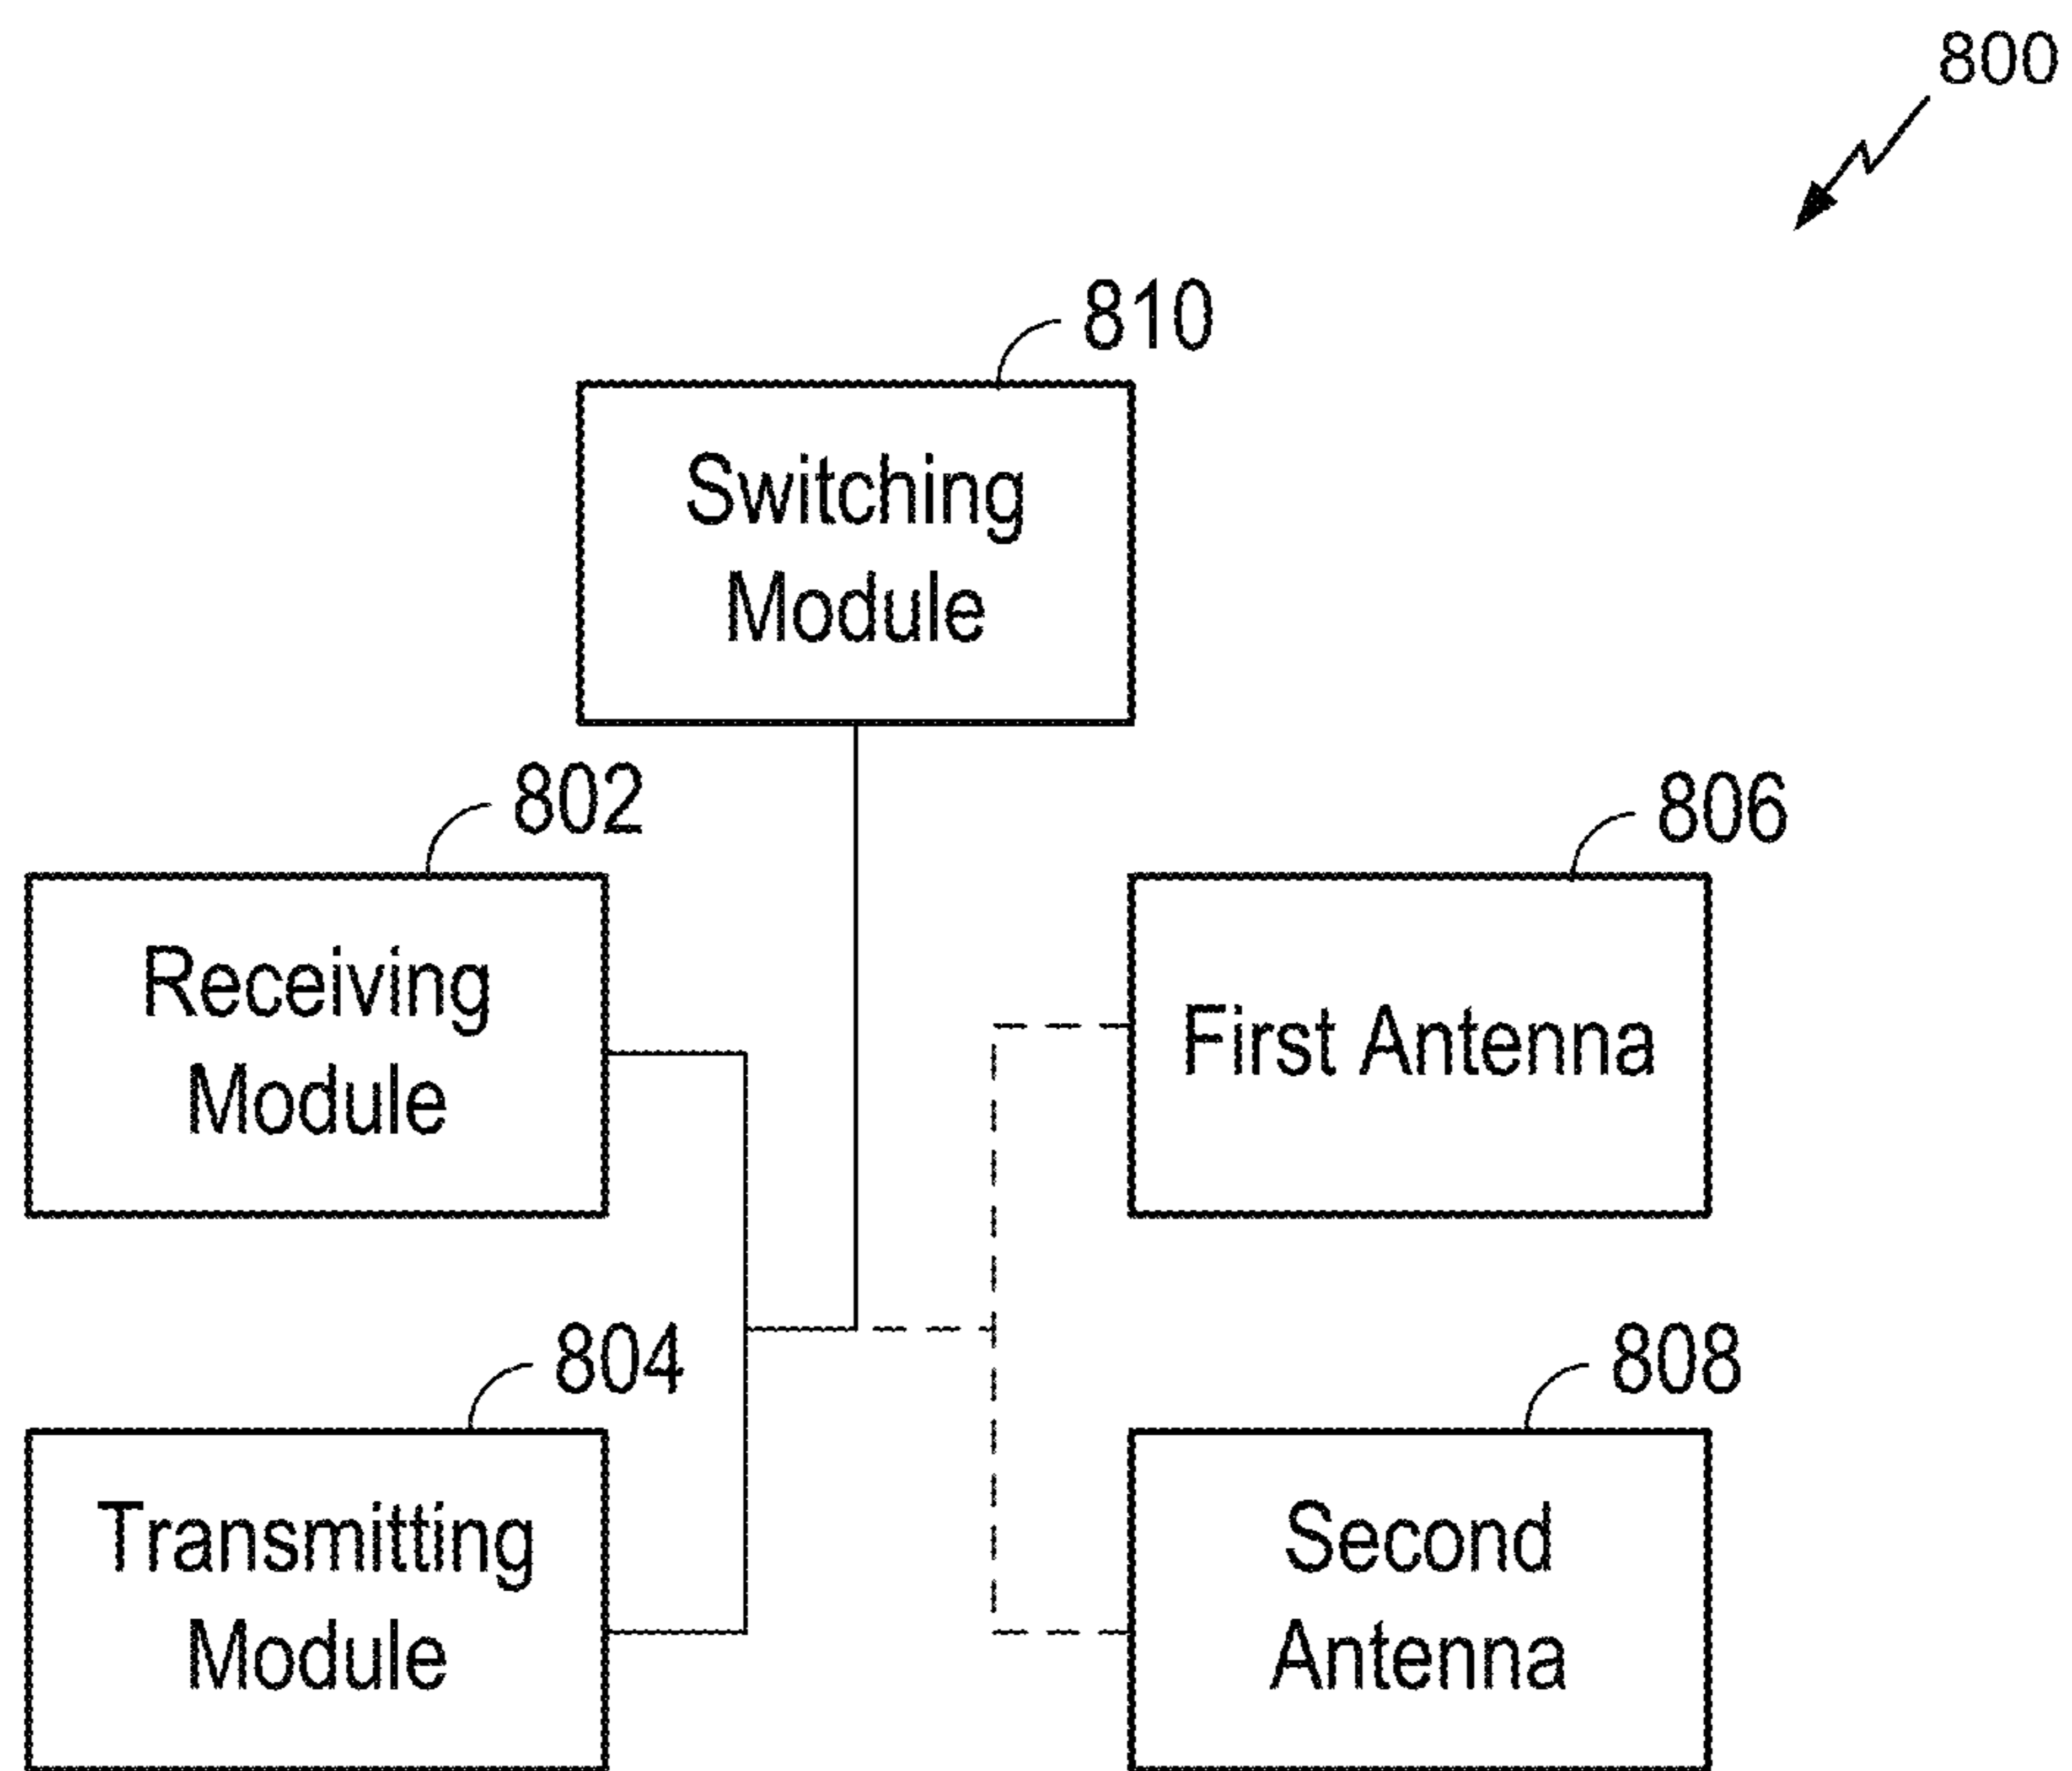 800
810
Switching
Module
802
Receiving
Module
806
First Antenna
804
Transmitting
Module
808
Second
Antenna